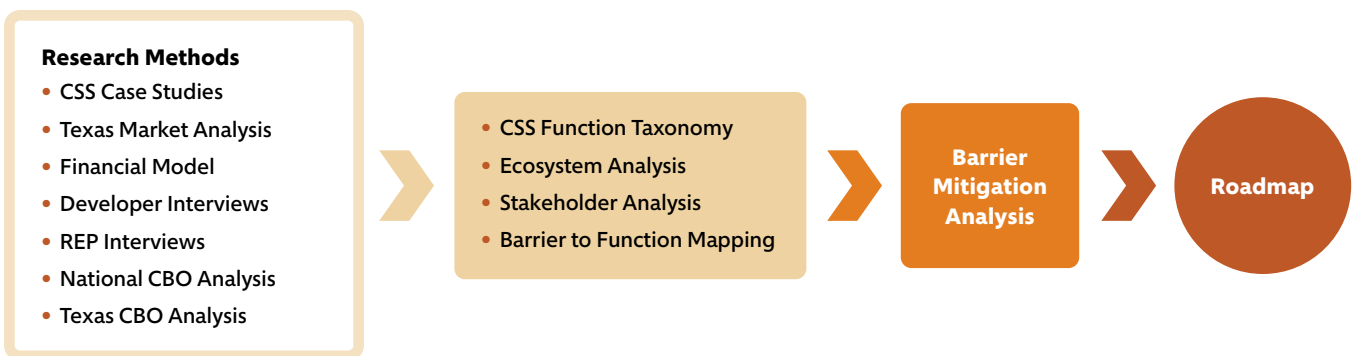 Research Methods
• CSS Case Studies
• Texas Market Analysis
• Financial Model
• Developer Interviews
• REP Interviews
• National CBO Analysis
• Texas CBO Analysis
• CSS Function Taxonomy
• Ecosystem Analysis
• Stakeholder Analysis
• Barrier to Function Mapping
Barrier
Mitigation
Analysis
Roadmap